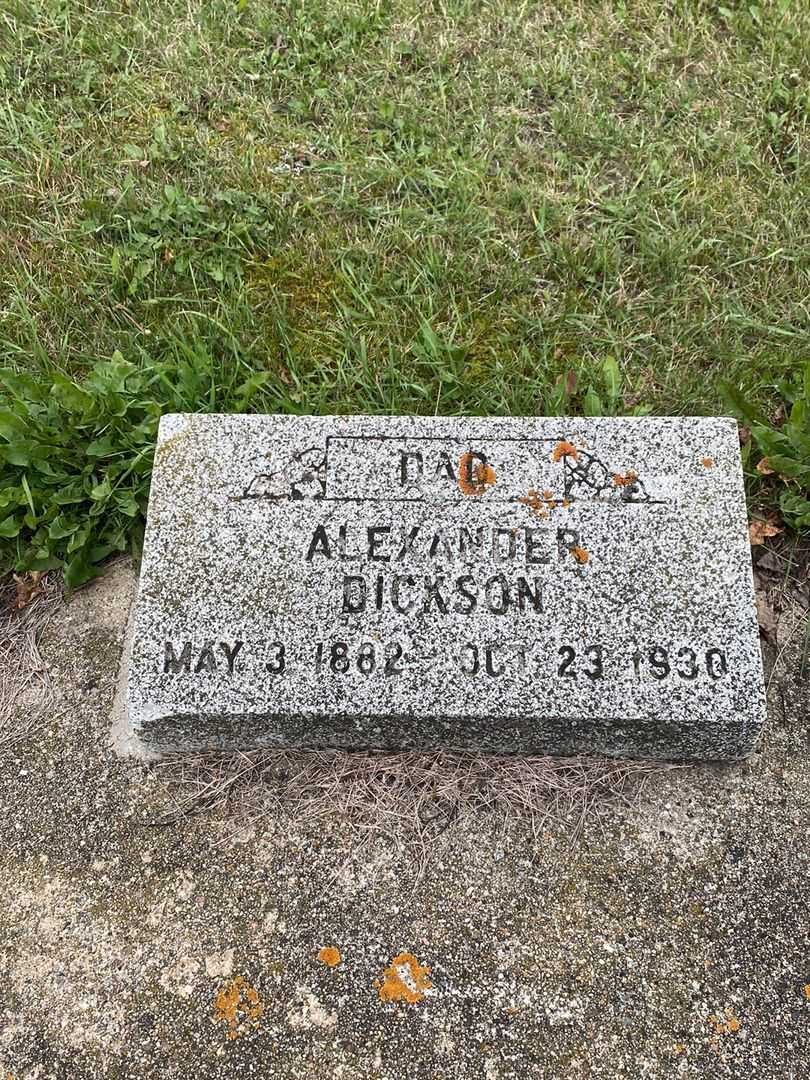 DAD
ALEXANDER
DICKSON
MAY 3 1882 - OCT 23 1930